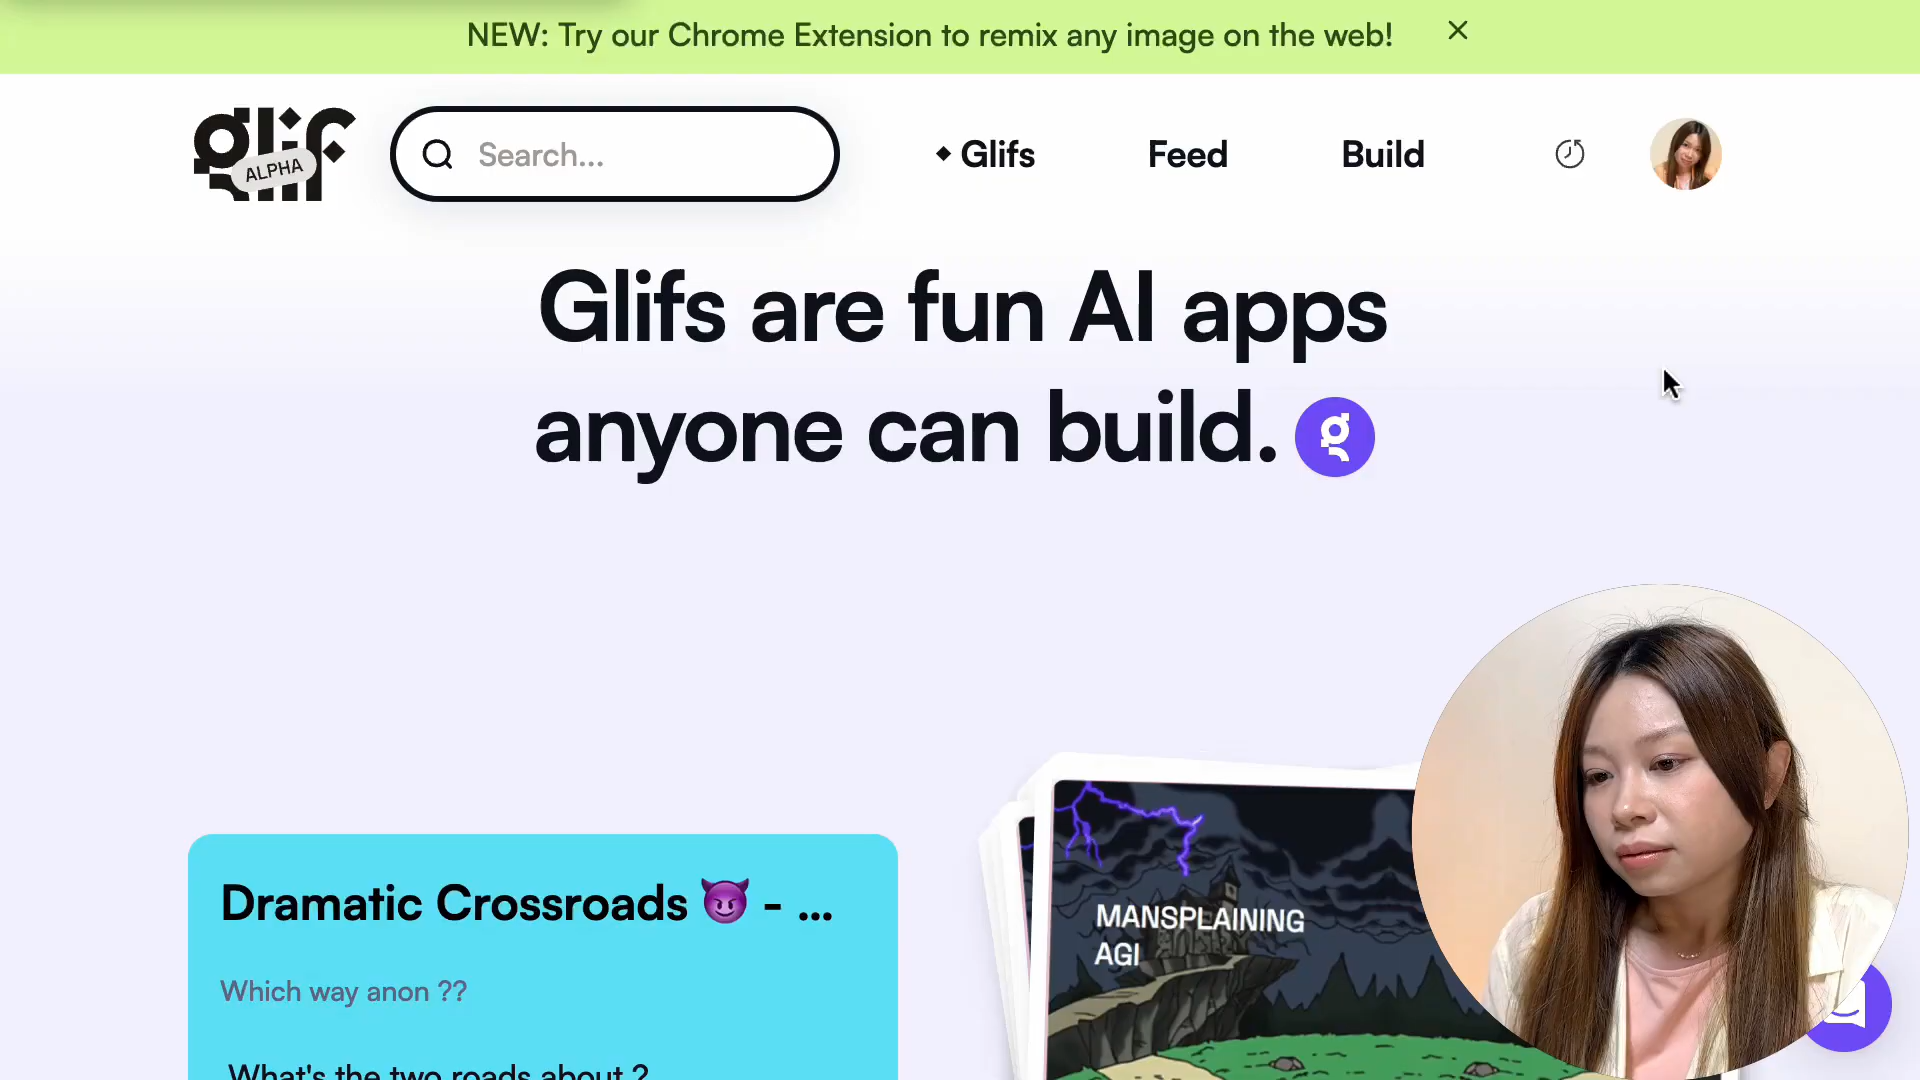 NEW: Try our Chrome Extension to remix any image on the web!
glif
ALPHA
Search...
Glifs
Feed
Build
Glifs are fun AI apps
anyone can build.
Dramatic Crossroads 😈 - ...
Which way anon ??
What's the two roads about ?
MANSPLAINING
AGI